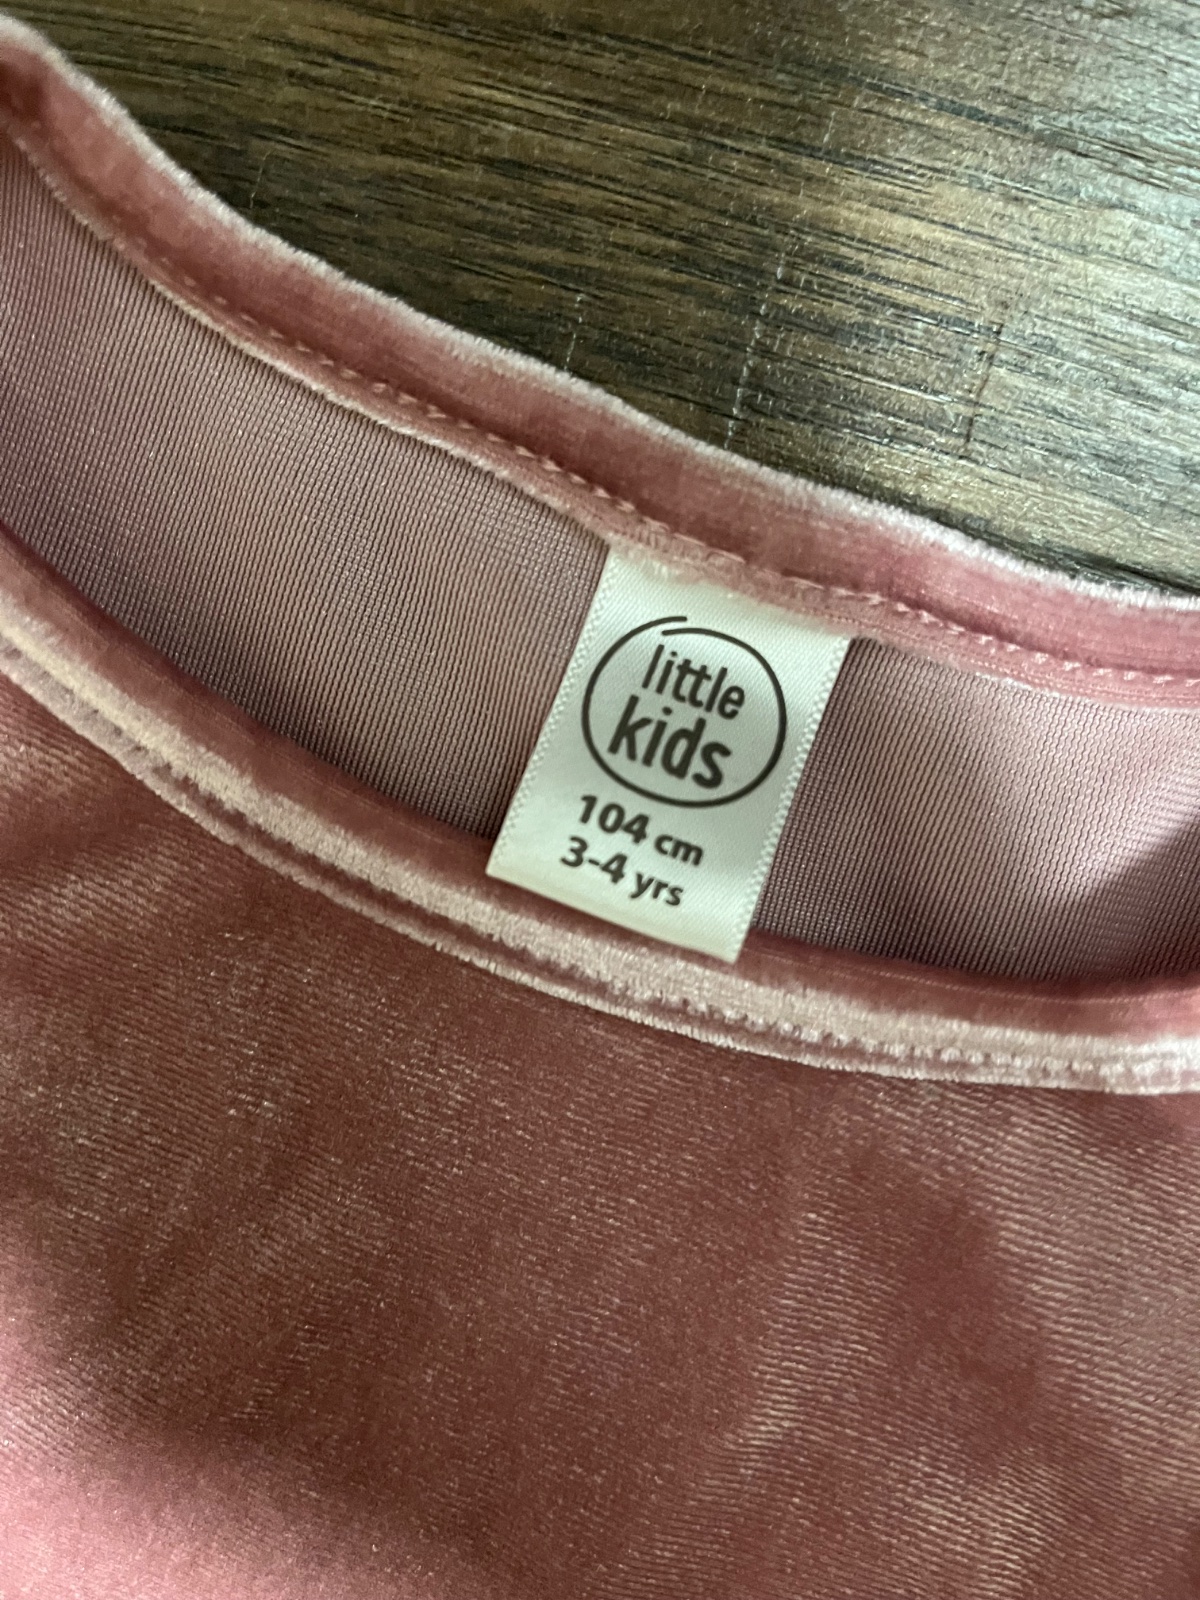 little
kids
104 cm
3-4 yrs